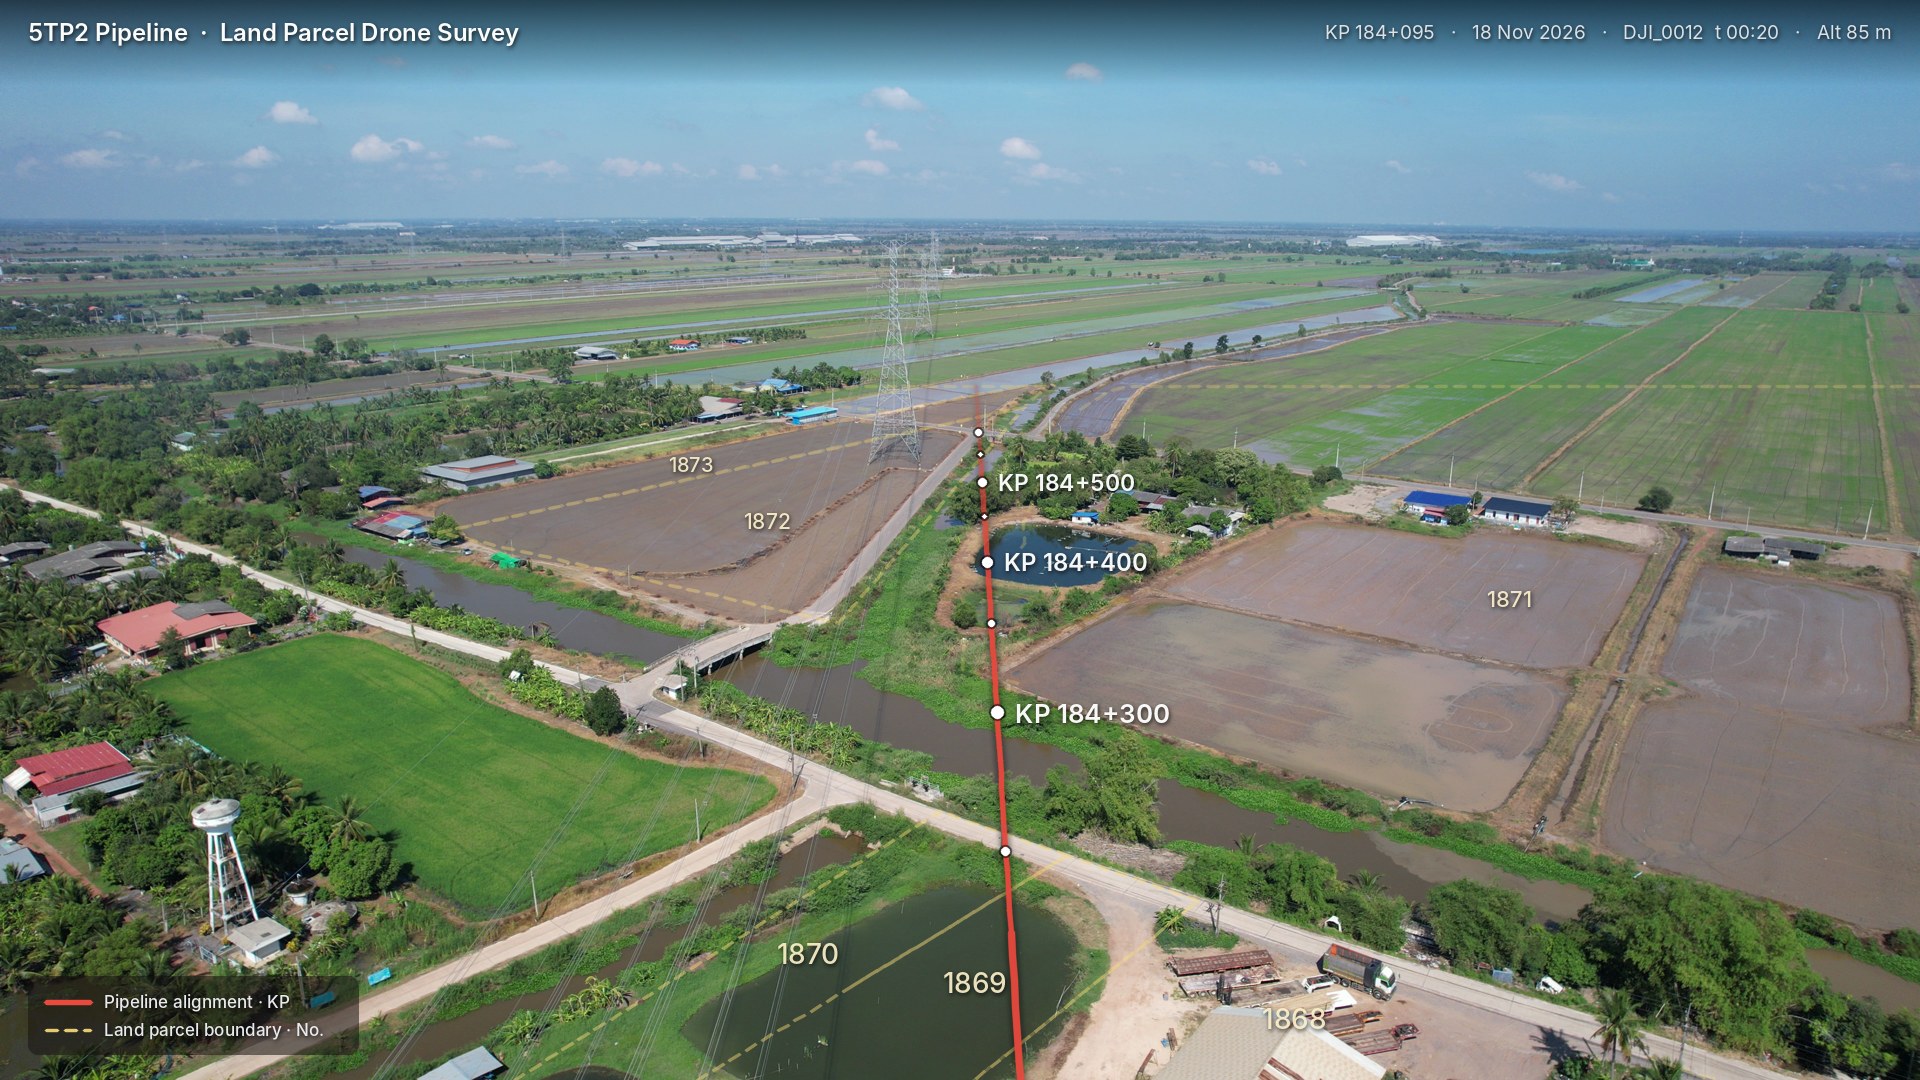 5TP2 Pipeline · Land Parcel Drone Survey
KP 184+095 · 18 Nov 2026 · DJI_0012 t 00:20 · Alt 85 m
1873
KP 184+500
1872
KP 184+400
1871
KP 184+300
1870
1869
1868
Pipeline alignment · KP
Land parcel boundary · No.